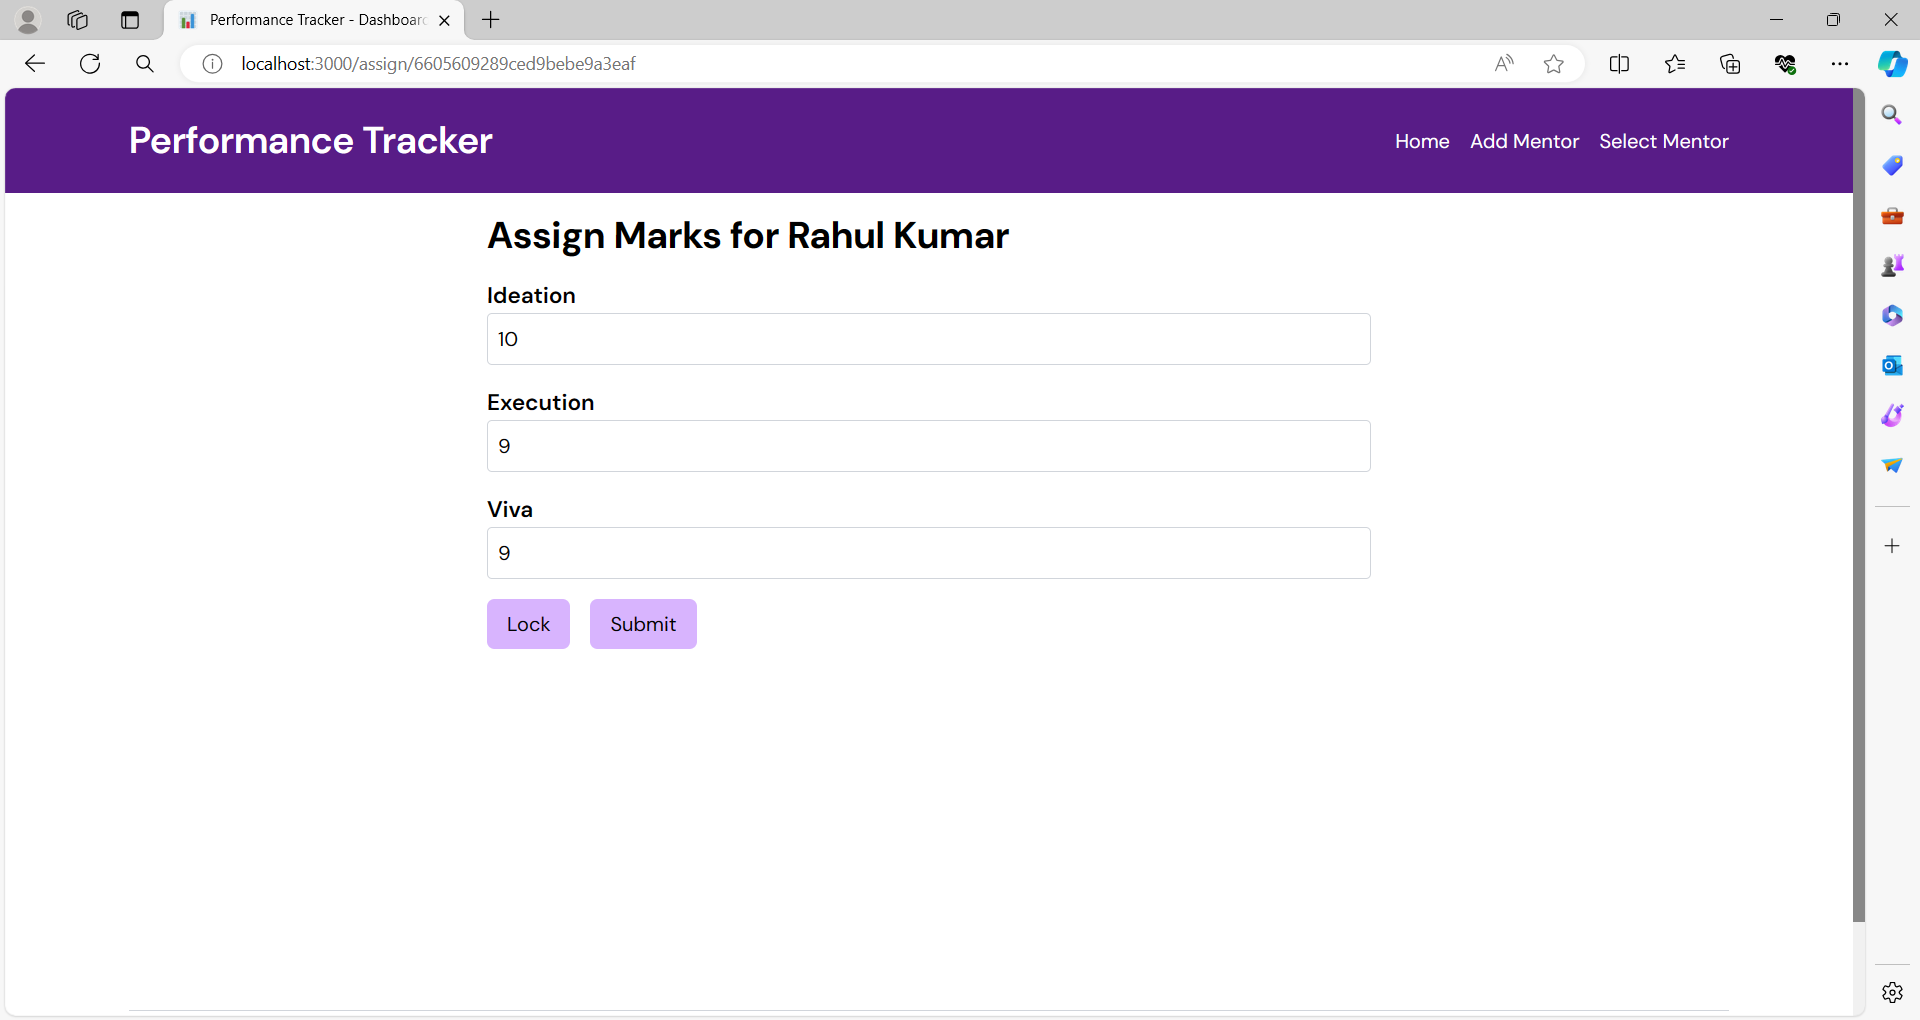 Performance Tracker - Dashboard
localhost:3000/assign/6605609289ced9bebe9a3eaf
Performance Tracker
Home Add Mentor Select Mentor
Assign Marks for Rahul Kumar
Ideation
10
Execution
9
Viva
9
Lock Submit